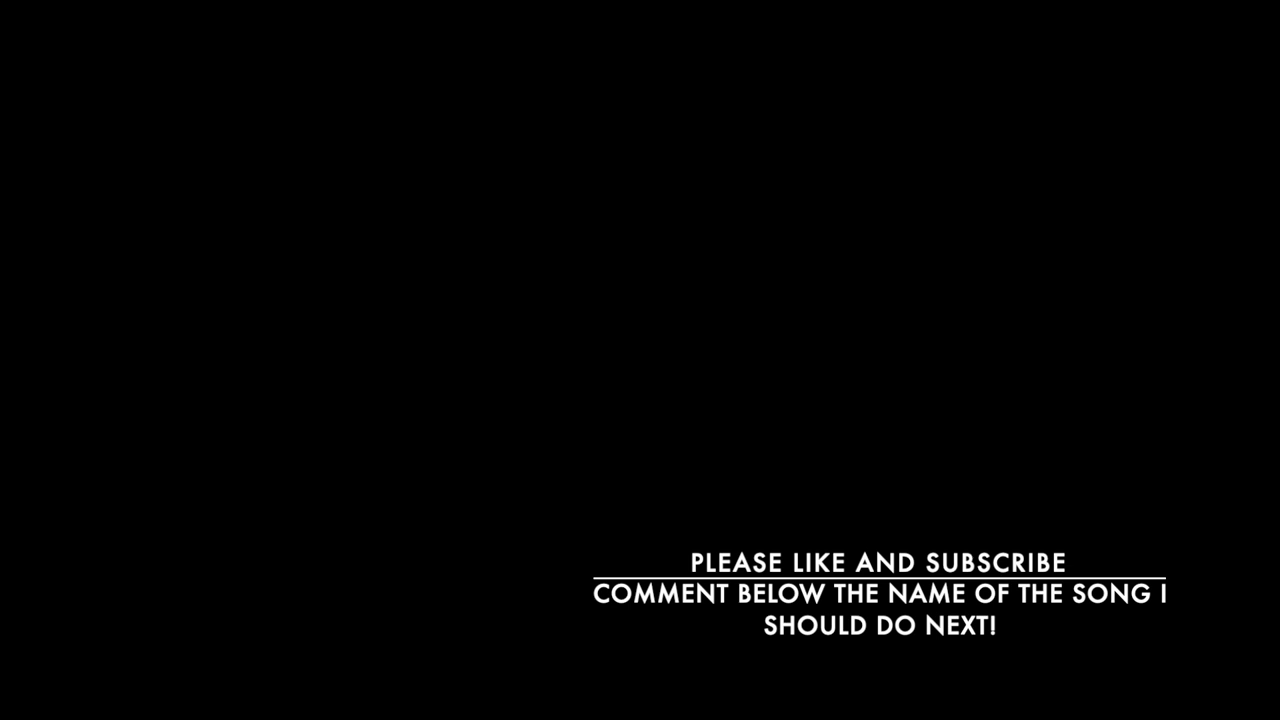 PLEASE LIKE AND SUBSCRIBE
COMMENT BELOW THE NAME OF THE SONG I
SHOULD DO NEXT!